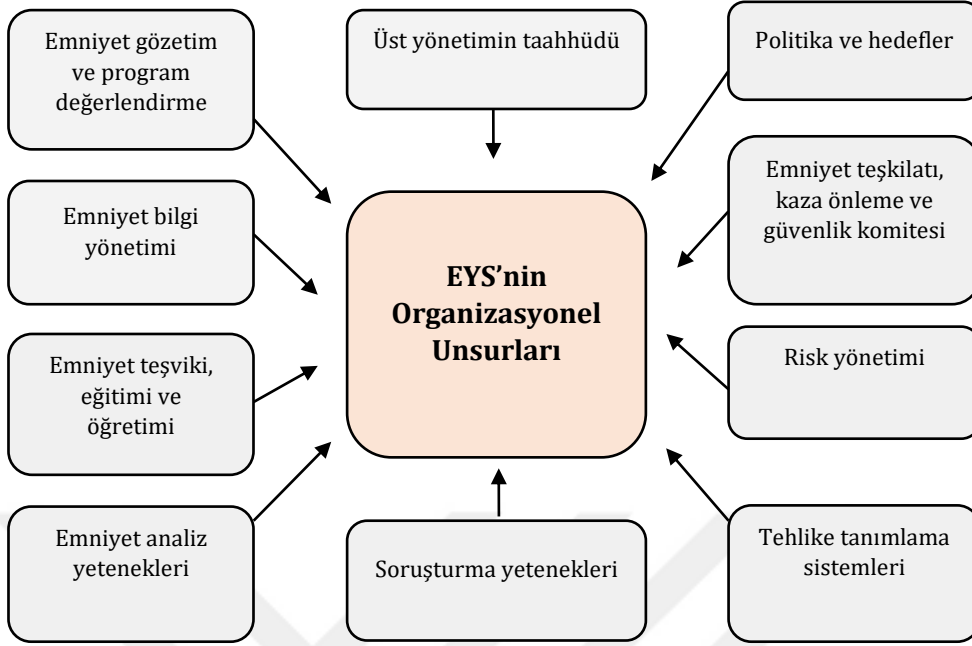 Emniyet gözetim
ve program
değerlendirme
Üst yönetimin taahhüdü
Politika ve hedefler
Emniyet bilgi
yönetimi
EYS’nin
Organizasyonel
Unsurları
Emniyet teşkilatı,
kaza önleme ve
güvenlik komitesi
Emniyet teşviki,
eğitimi ve
öğretimi
Risk yönetimi
Emniyet analiz
yetenekleri
Soruşturma yetenekleri
Tehlike tanımlama
sistemleri